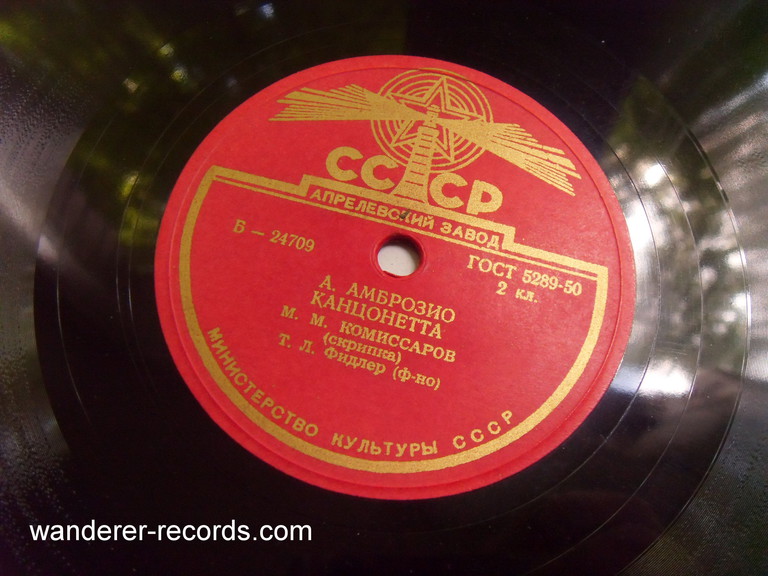 СССР
АПРЕЛЕВСКИЙ ЗАВОД
Б — 24709
ГОСТ 5289-50
2 кл.
А. АМБРОЗИО
КАНЦОНЕТТА
М. М. КОМИССАРОВ
(скрипка)
Т. Л. Фидлер (ф-но)
МИНИСТЕРСТВО КУЛЬТУРЫ СССР
wanderer-records.com